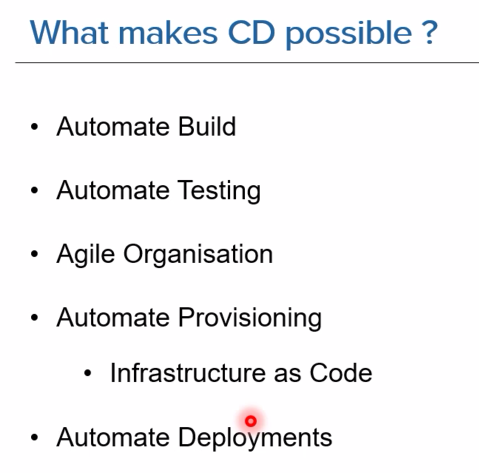 What makes CD possible ?
• Automate Build
• Automate Testing
• Agile Organisation
• Automate Provisioning
• Infrastructure as Code
• Automate Deployments